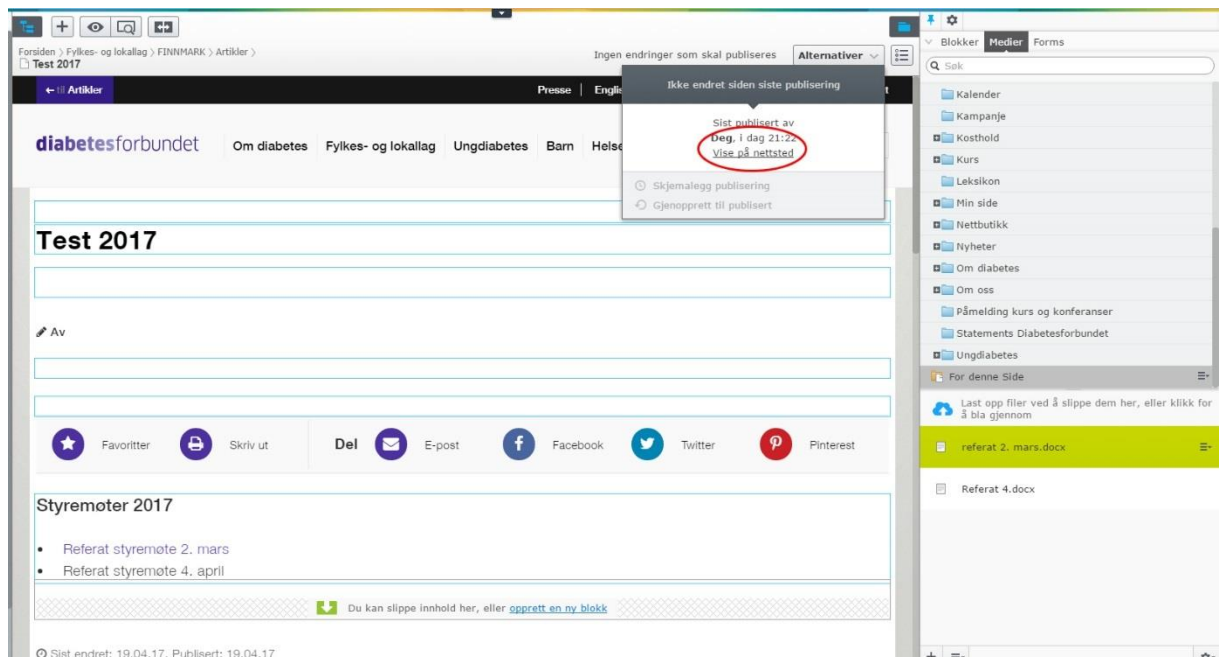 Forsiden > Fylkes- og lokallag > FINNMARK > Artikler >
Test 2017
Ingen endringer som skal publiseres
Alternativer
← til Artikler
Presse | Englis
t
Ikke endret siden siste publisering
Sist publisert av
Deg, i dag 21:22
Vise på nettsted
Skjemalegg publisering
Gjenopprett til publisert
diabetesforbundet
Om diabetes Fylkes- og lokallag Ungdiabetes Barn Helse
Test 2017
Av
Favoritter Skriv ut Del E-post Facebook Twitter Pinterest
Styremøter 2017
• Referat styremøte 2. mars
• Referat styremøte 4. april
Du kan slippe innhold her, eller opprett en ny blokk
Sist endret: 19.04.17, Publisert: 19.04.17
Blokker Medier Forms
Søk
Kalender
Kampanje
Kosthold
Kurs
Leksikon
Min side
Nettbutikk
Nyheter
Om diabetes
Om oss
Påmelding kurs og konferanser
Statements Diabetesforbundet
Ungdiabetes
For denne Side
Last opp filer ved å slippe dem her, eller klikk for
å bla gjennom
referat 2. mars.docx
Referat 4.docx